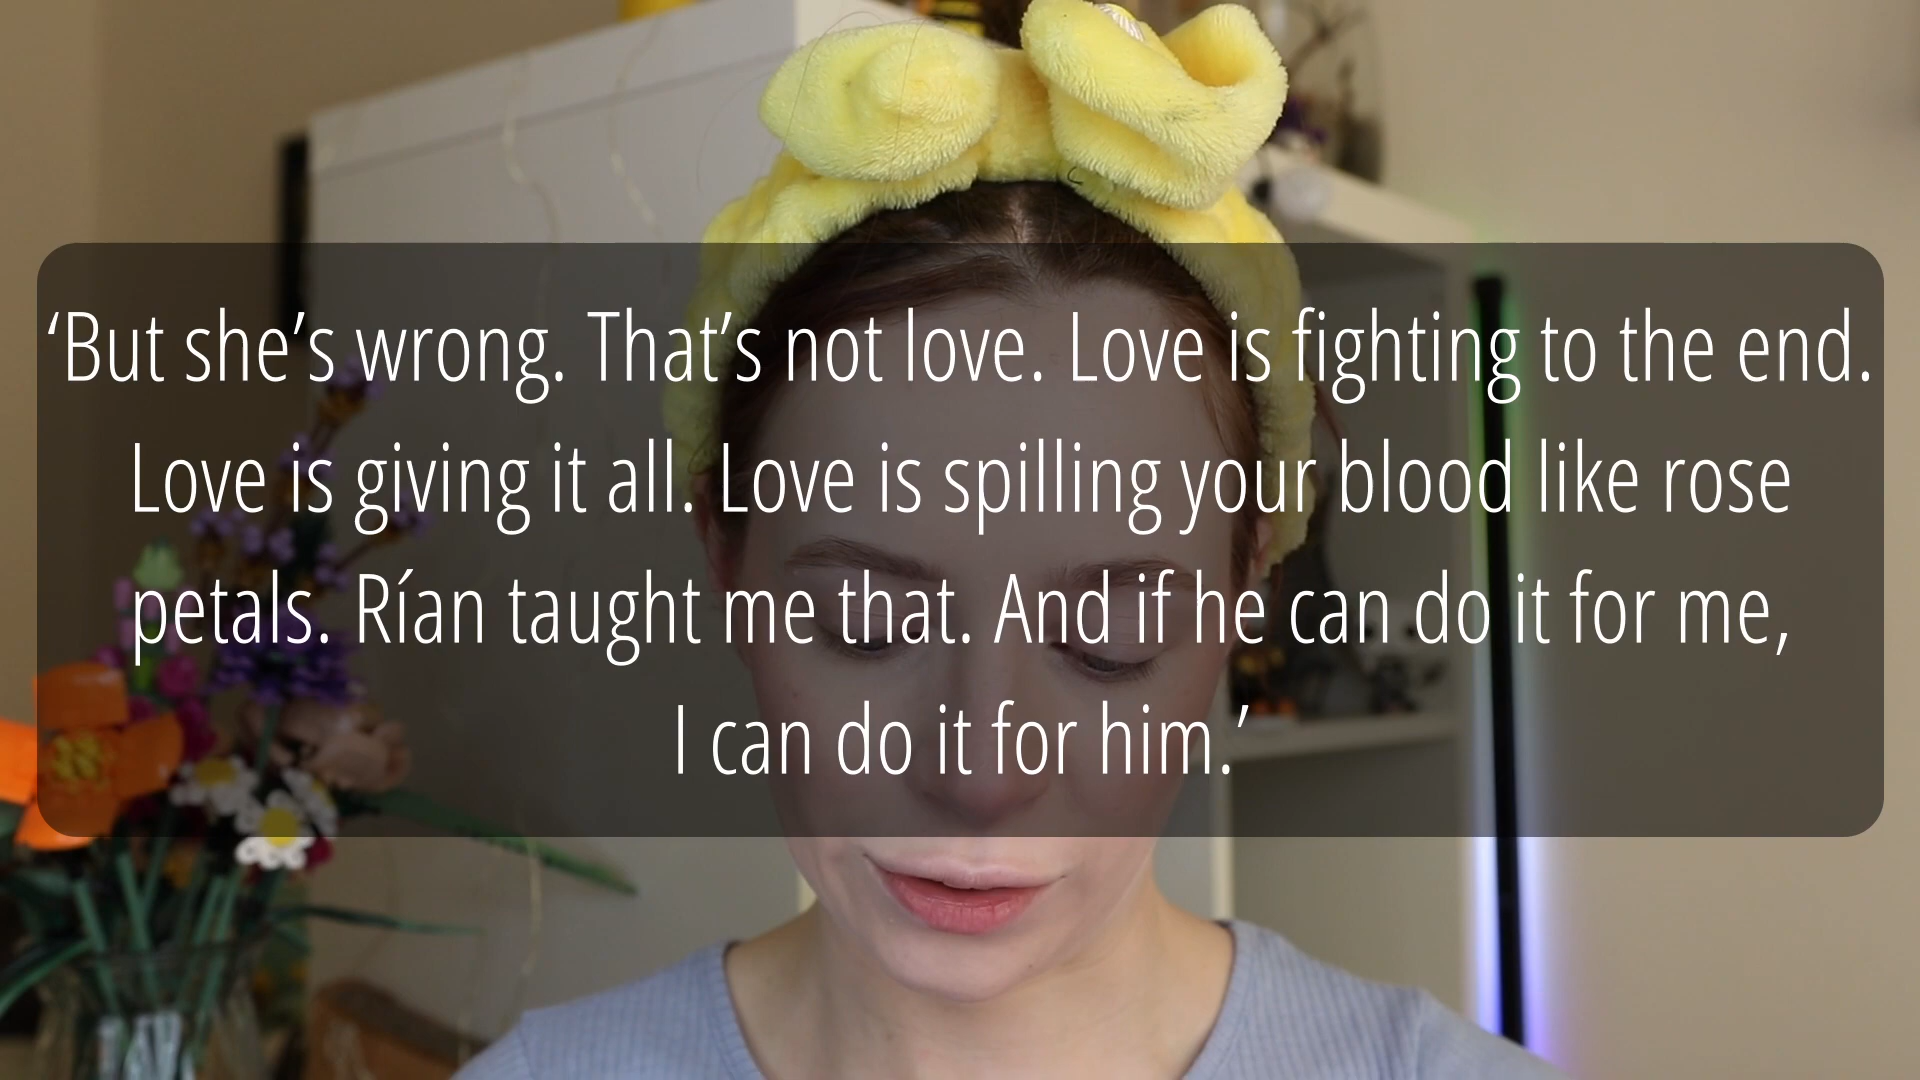 ‘But she’s wrong. That’s not love. Love is fighting to the end.
Love is giving it all. Love is spilling your blood like rose
petals. Rían taught me that. And if he can do it for me,
I can do it for him.’